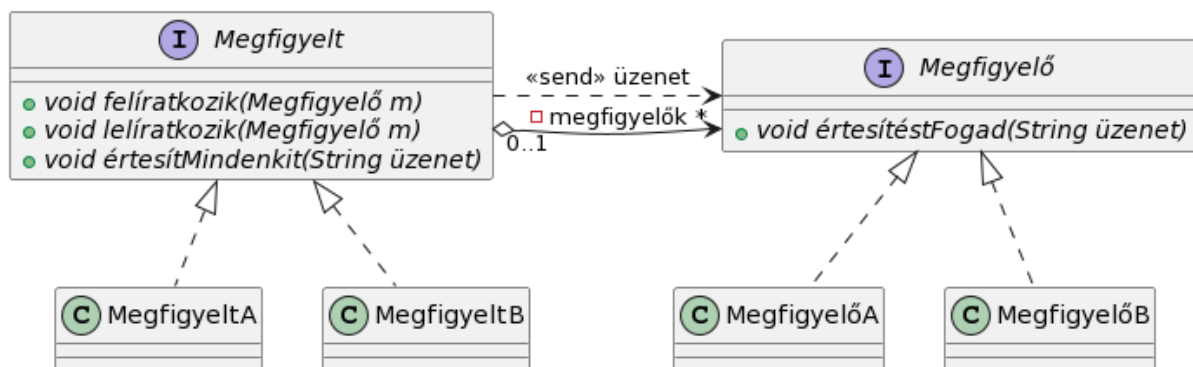 I Megfigyelt
void felíratkozik(Megfigyelő m)
void lelíratkozik(Megfigyelő m)
void értesítMindenkit(String üzenet)
«send» üzenet
megfigyelők *
0..1
I Megfigyelő
void értesítéstFogad(String üzenet)
C MegfigyeltA
C MegfigyeltB
C MegfigyelőA
C MegfigyelőB